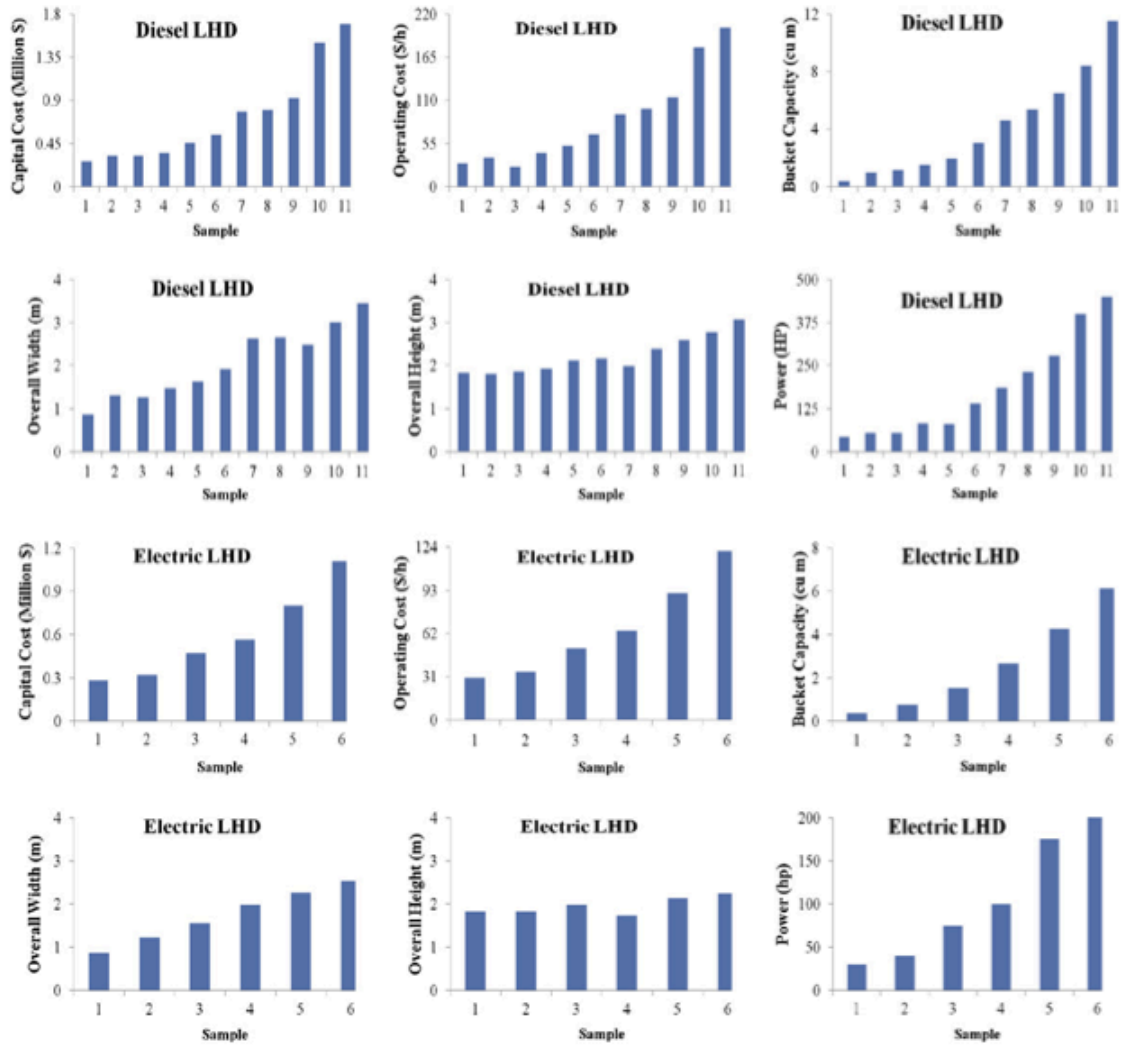 Diesel LHD
Capital Cost (Million $)
1.8
1.35
0.9
0.45
0
1 2 3 4 5 6 7 8 9 10 11
Sample
Diesel LHD
Operating Cost ($/h)
220
165
110
55
0
1 2 3 4 5 6 7 8 9 10 11
Sample
Diesel LHD
Bucket Capacity (cu m)
12
8
4
0
1 2 3 4 5 6 7 8 9 10 11
Sample
Diesel LHD
Overall Width (m)
4
3
2
1
0
1 2 3 4 5 6 7 8 9 10 11
Sample
Diesel LHD
Overall Height (m)
4
3
2
1
0
1 2 3 4 5 6 7 8 9 10 11
Sample
Diesel LHD
Power (HP)
500
375
250
125
0
1 2 3 4 5 6 7 8 9 10 11
Sample
Electric LHD
Capital Cost (Million $)
1.2
0.9
0.6
0.3
0
1 2 3 4 5 6
Sample
Electric LHD
Operating Cost ($/h)
124
93
62
31
0
1 2 3 4 5 6
Sample
Electric LHD
Bucket Capacity (cu m)
8
6
4
2
0
1 2 3 4 5 6
Sample
Electric LHD
Overall Width (m)
4
3
2
1
0
1 2 3 4 5 6
Sample
Electric LHD
Overall Height (m)
4
3
2
1
0
1 2 3 4 5 6
Sample
Electric LHD
Power (hp)
200
150
100
50
0
1 2 3 4 5 6
Sample